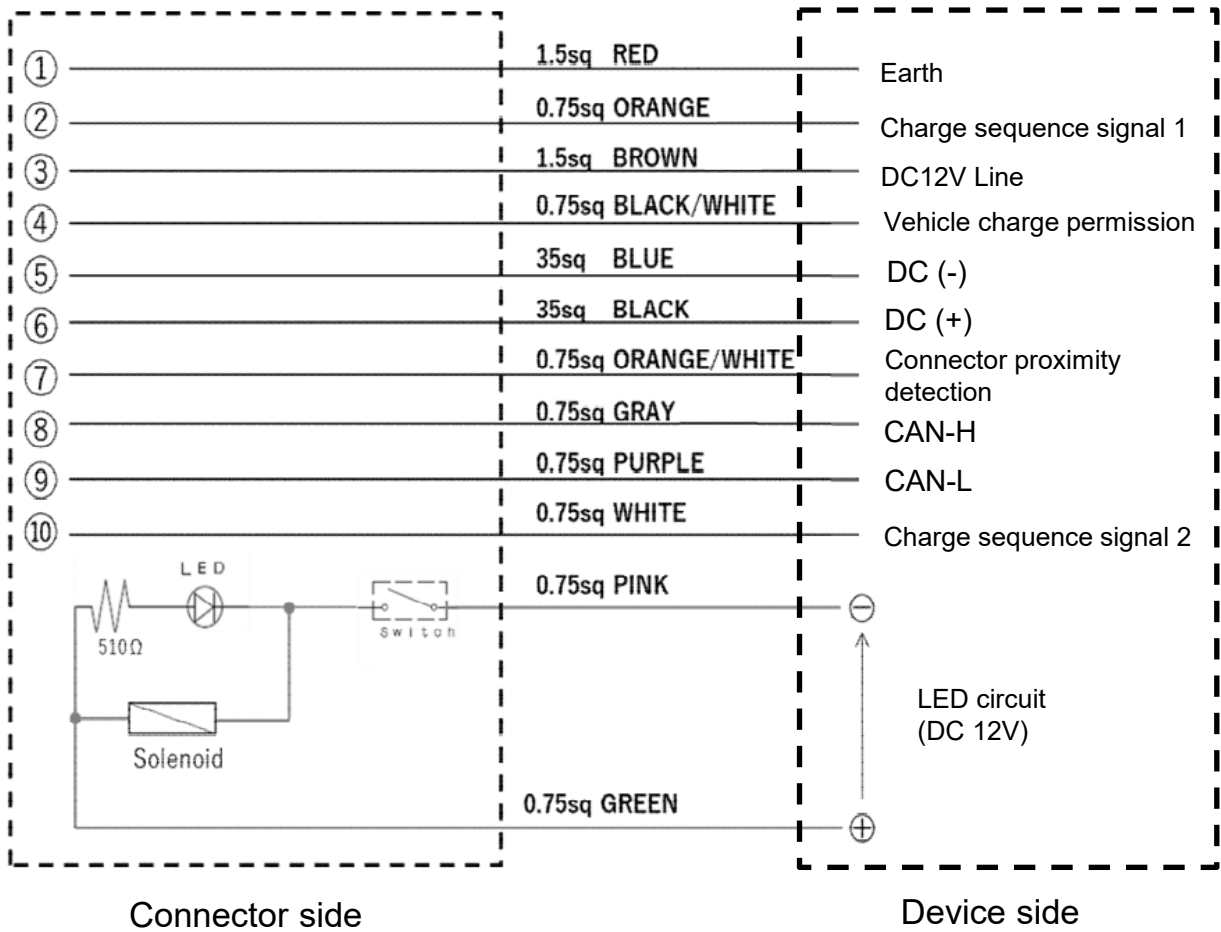 ① 1.5sq RED Earth
② 0.75sq ORANGE Charge sequence signal 1
③ 1.5sq BROWN DC12V Line
④ 0.75sq BLACK/WHITE Vehicle charge permission
⑤ 35sq BLUE DC (-)
⑥ 35sq BLACK DC (+)
⑦ 0.75sq ORANGE/WHITE Connector proximity
detection
⑧ 0.75sq GRAY CAN-H
⑨ 0.75sq PURPLE CAN-L
⑩ 0.75sq WHITE Charge sequence signal 2
LED
0.75sq PINK
510Ω
Switch
LED circuit
(DC 12V)
Solenoid
0.75sq GREEN
Connector side
Device side